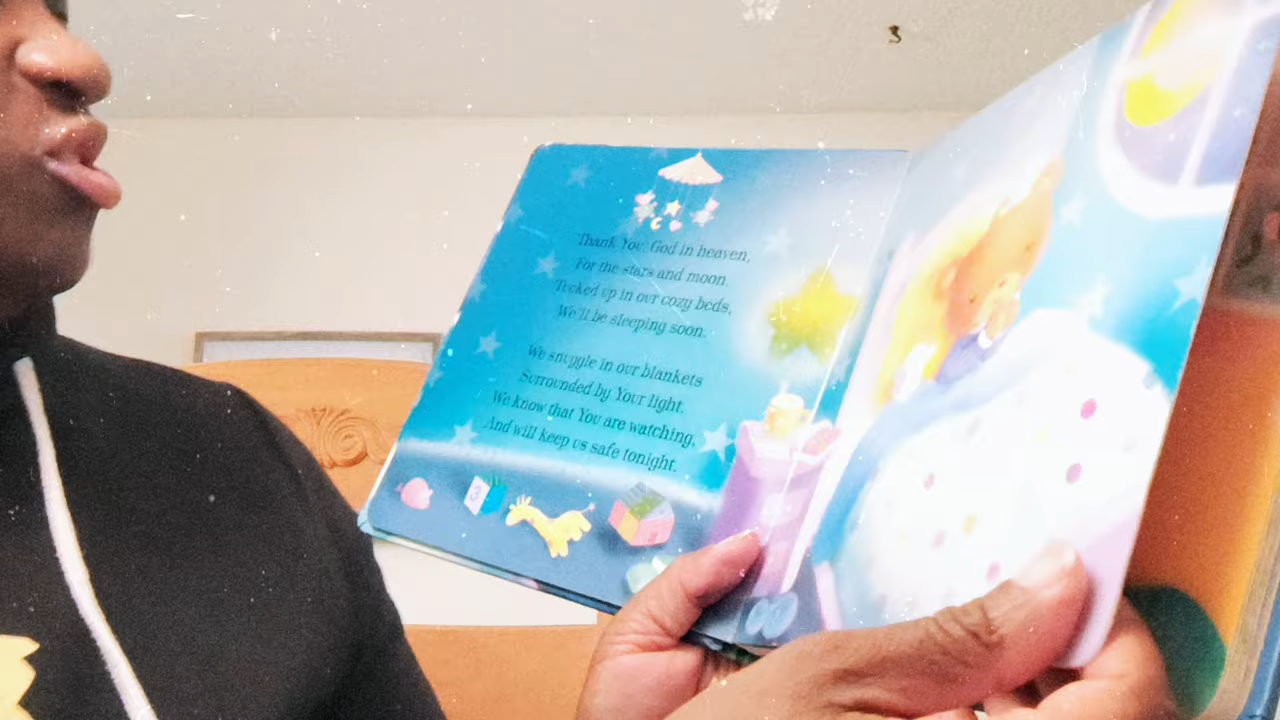 Thank You God in heaven,
For the stars and moon.
Tucked up in our cozy beds,
We'll be sleeping soon.
We snuggle in our blankets
Surrounded by Your light.
We know that You are watching,
And will keep us safe tonight.